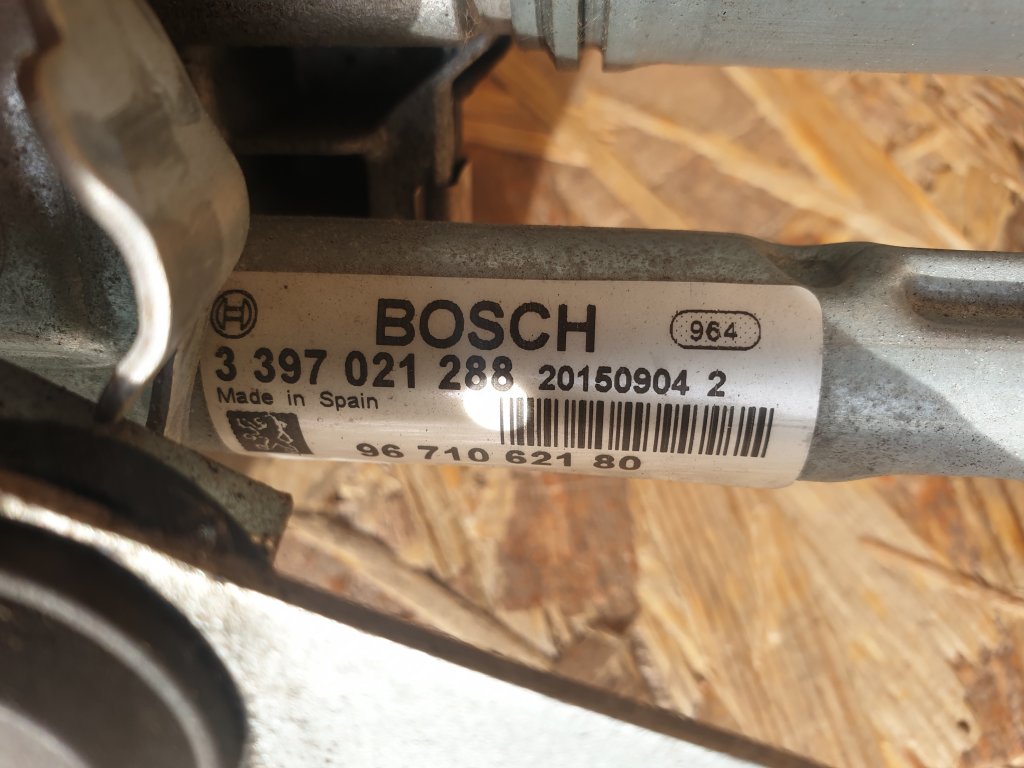 BOSCH 964
3 397 021 288 20150904 2
Made in Spain
96 710 621 80